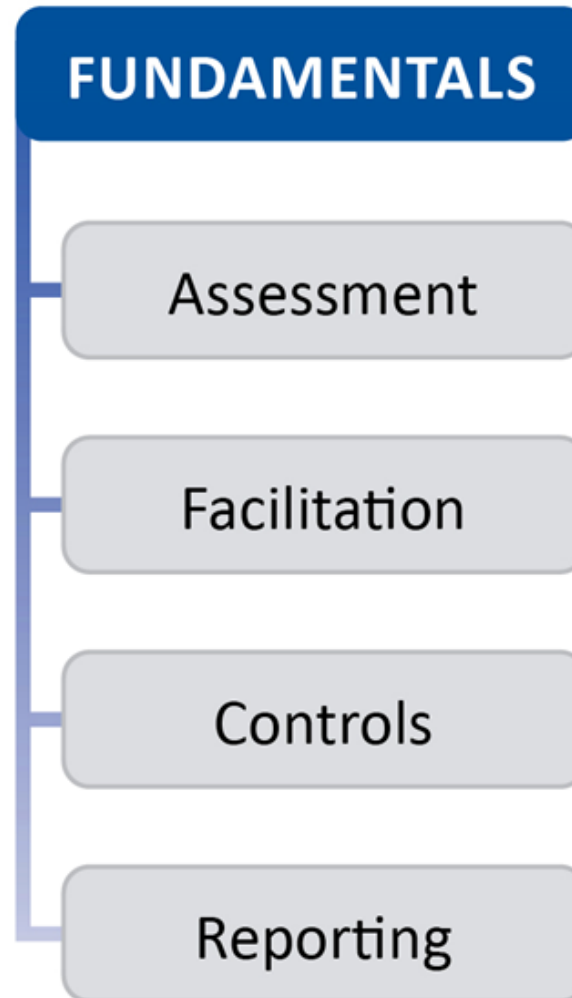 FUNDAMENTALS
Assessment
Facilitation
Controls
Reporting